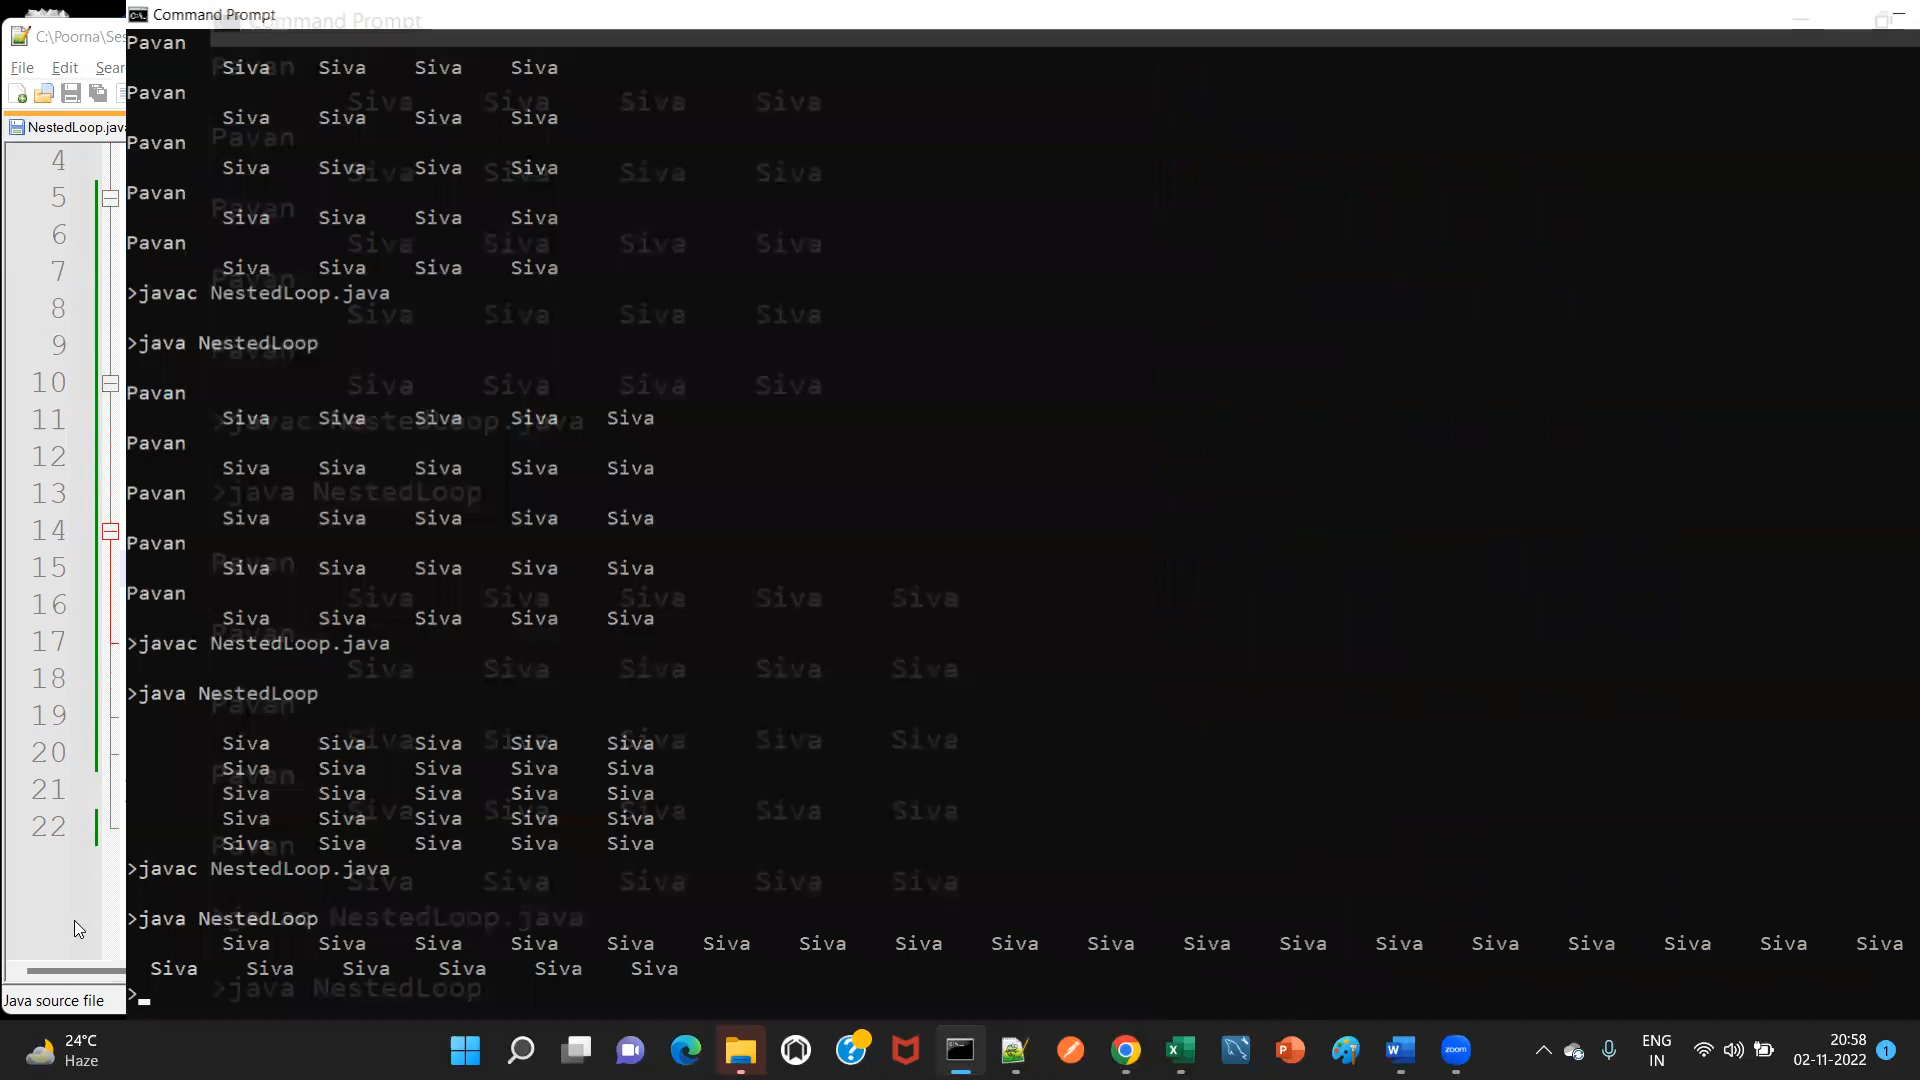 Command Prompt
Command Prompt
C:\Poorna\Ses
File Edit Sear
NestedLoop.java
4
5
6
7
8
9
10
11
12
13
14
15
16
17
18
19
20
21
22
Pavan
Siva Siva Siva Siva
Pavan
Siva Siva Siva Siva
Pavan
Siva Siva Siva Siva
Pavan
Siva Siva Siva Siva
Pavan
Siva Siva Siva Siva
>javac NestedLoop.java
>java NestedLoop
Pavan
Siva Siva Siva Siva Siva
Pavan
Siva Siva Siva Siva Siva
Pavan
Siva Siva Siva Siva Siva
Pavan
Siva Siva Siva Siva Siva
Pavan
Siva Siva Siva Siva Siva
>javac NestedLoop.java
>java NestedLoop
Siva Siva Siva Siva Siva
Siva Siva Siva Siva Siva
Siva Siva Siva Siva Siva
Siva Siva Siva Siva Siva
Siva Siva Siva Siva Siva
>javac NestedLoop.java
>java NestedLoop
Siva Siva Siva Siva Siva Siva Siva Siva Siva Siva Siva Siva Siva Siva Siva Siva Siva Siva
Siva Siva Siva Siva Siva Siva
>
Java source file
24°C
Haze
zoom
ENG
IN
20:58
02-11-2022
1